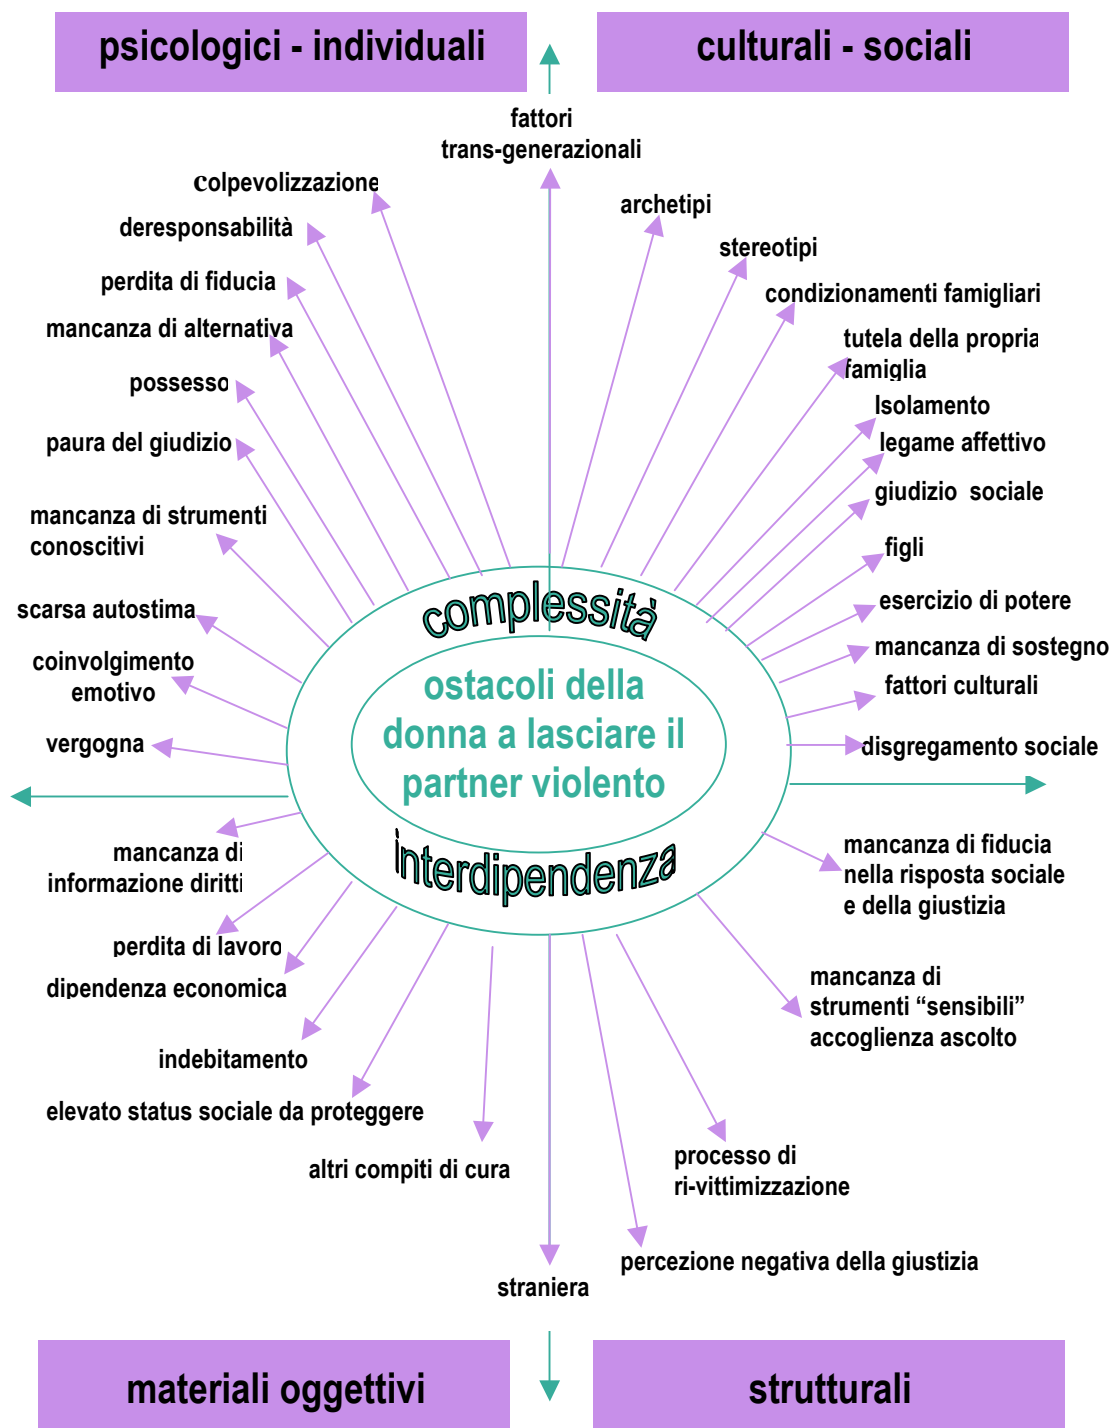 psicologici - individuali
culturali - sociali
fattori
trans-generazionali
colpevolizzazione
deresponsabilità
perdita di fiducia
mancanza di alternativa
possesso
paura del giudizio
mancanza di strumenti
conoscitivi
scarsa autostima
coinvolgimento
emotivo
vergogna
archetipi
stereotipi
condizionamenti famigliari
tutela della propria
famiglia
Isolamento
legame affettivo
giudizio sociale
figli
esercizio di potere
mancanza di sostegno
fattori culturali
disgregamento sociale
complessità
ostacoli della
donna a lasciare il
partner violento
interdipendenza
mancanza di
informazione diritti
perdita di lavoro
dipendenza economica
indebitamento
elevato status sociale da proteggere
altri compiti di cura
straniera
mancanza di fiducia
nella risposta sociale
e della giustizia
mancanza di
strumenti “sensibili”
accoglienza ascolto
processo di
ri-vittimizzazione
percezione negativa della giustizia
materiali oggettivi
strutturali